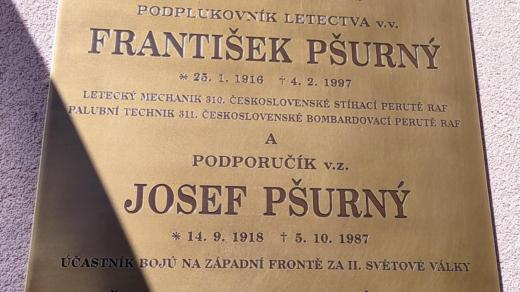 PODPLUKOVNÍK LETECTVA v.v.
FRANTIŠEK PŠURNÝ
* 25. 1. 1916 † 4. 2. 1997
LETECKÝ MECHANIK 310. ČESKOSLOVENSKÉ STÍHACÍ PERUTĚ RAF
PALUBNÍ TECHNIK 311. ČESKOSLOVENSKÉ BOMBARDOVACÍ PERUTĚ RAF
A
PODPORUČÍK v.z.
JOSEF PŠURNÝ
* 14. 9. 1918 † 5. 10. 1987
ÚČASTNÍK BOJŮ NA ZÁPADNÍ FRONTĚ ZA II. SVĚTOVÉ VÁLKY